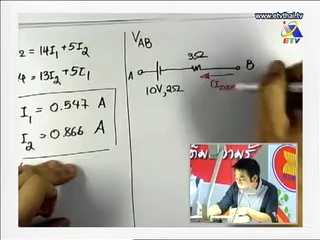 www.etvthai.tv
ETV
2 = 14I₁ + 5I₂
4 = 13I₂ + 5I₁
I₁ = 0.547 A
I₂ = 0.866 A
V_AB
3Ω
A
B
10V, 2Ω